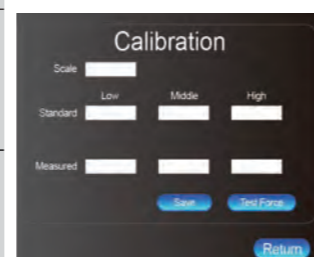 Calibration
Scale
Low Middle High
Standard
Measured
Save Test Force
Return